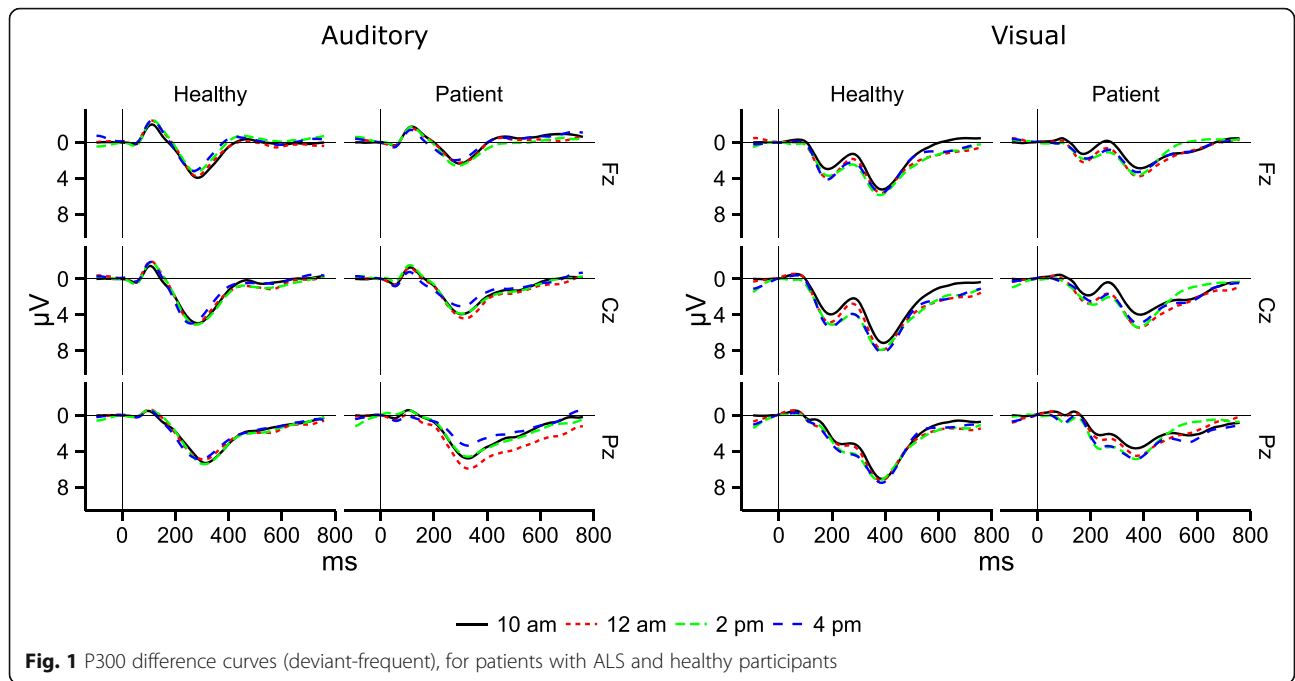 Auditory Visual
Healthy Patient Healthy Patient
0 0
4 4
8 8
Fz Fz
0 0
4 4
8 8
Cz Cz
µV µV
0 0
4 4
8 8
Pz Pz
0 200 400 600 800 0 200 400 600 800 0 200 400 600 800 0 200 400 600 800
ms ms
10 am 12 am 2 pm 4 pm
Fig. 1 P300 difference curves (deviant-frequent), for patients with ALS and healthy participants